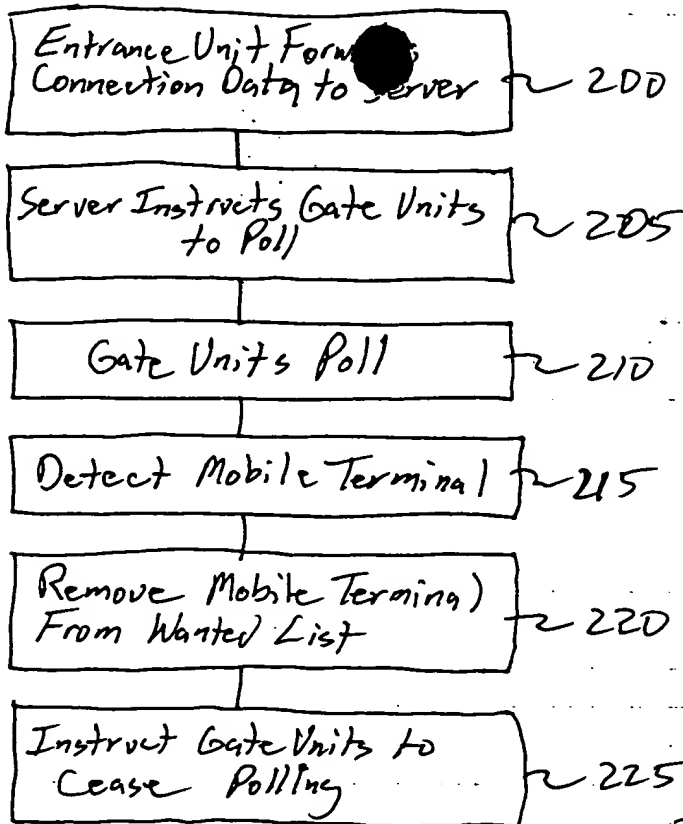 Entrance Unit
Connection Data to Server
200
Server Instructs Gate Units
to Poll
205
Gate Units Poll
210
Detect Mobile Terminal
215
Remove Mobile Terminal
From Wanted List
220
Instruct Gate Units to
Cease Polling
225